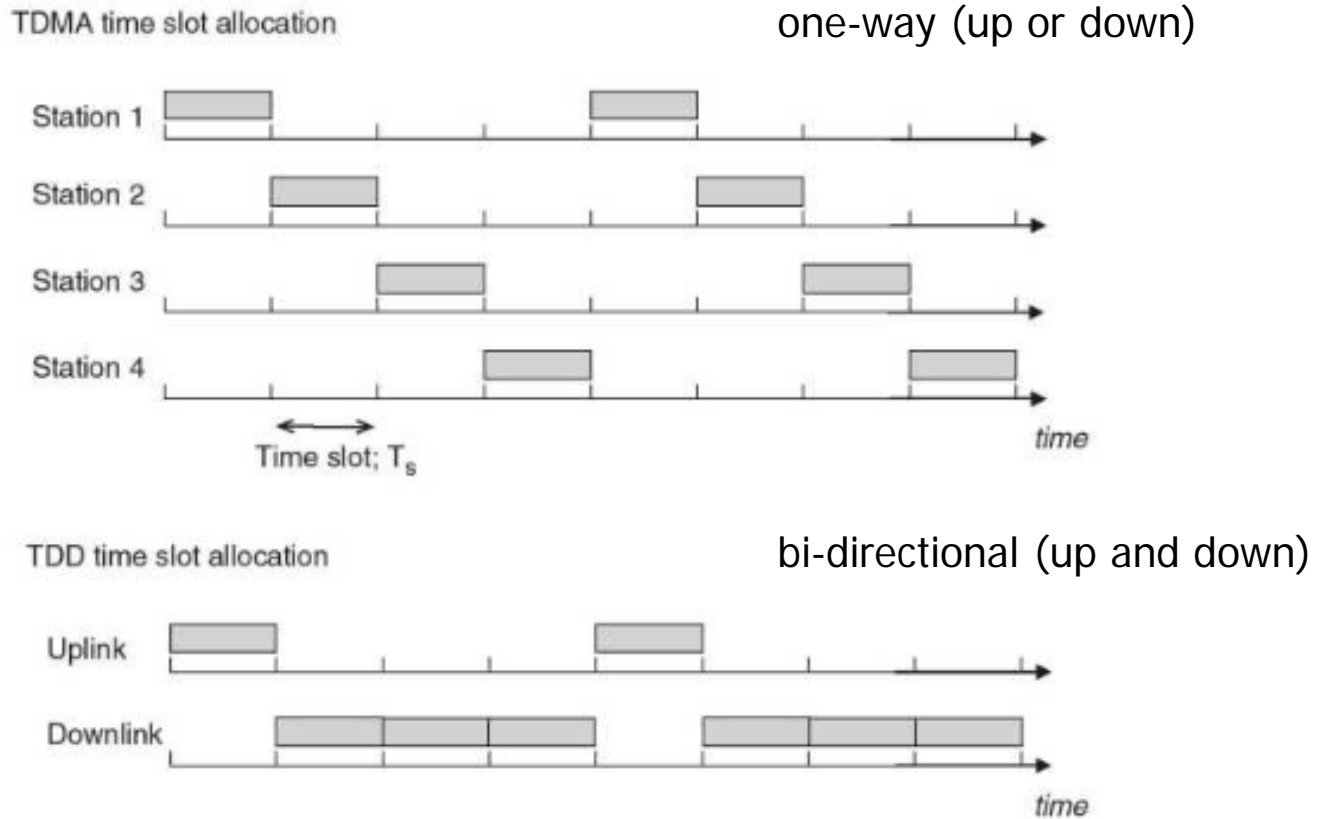 TDMA time slot allocation
one-way (up or down)
Station 1
Station 2
Station 3
Station 4
time
Time slot; Ts
TDD time slot allocation
bi-directional (up and down)
Uplink
Downlink
time